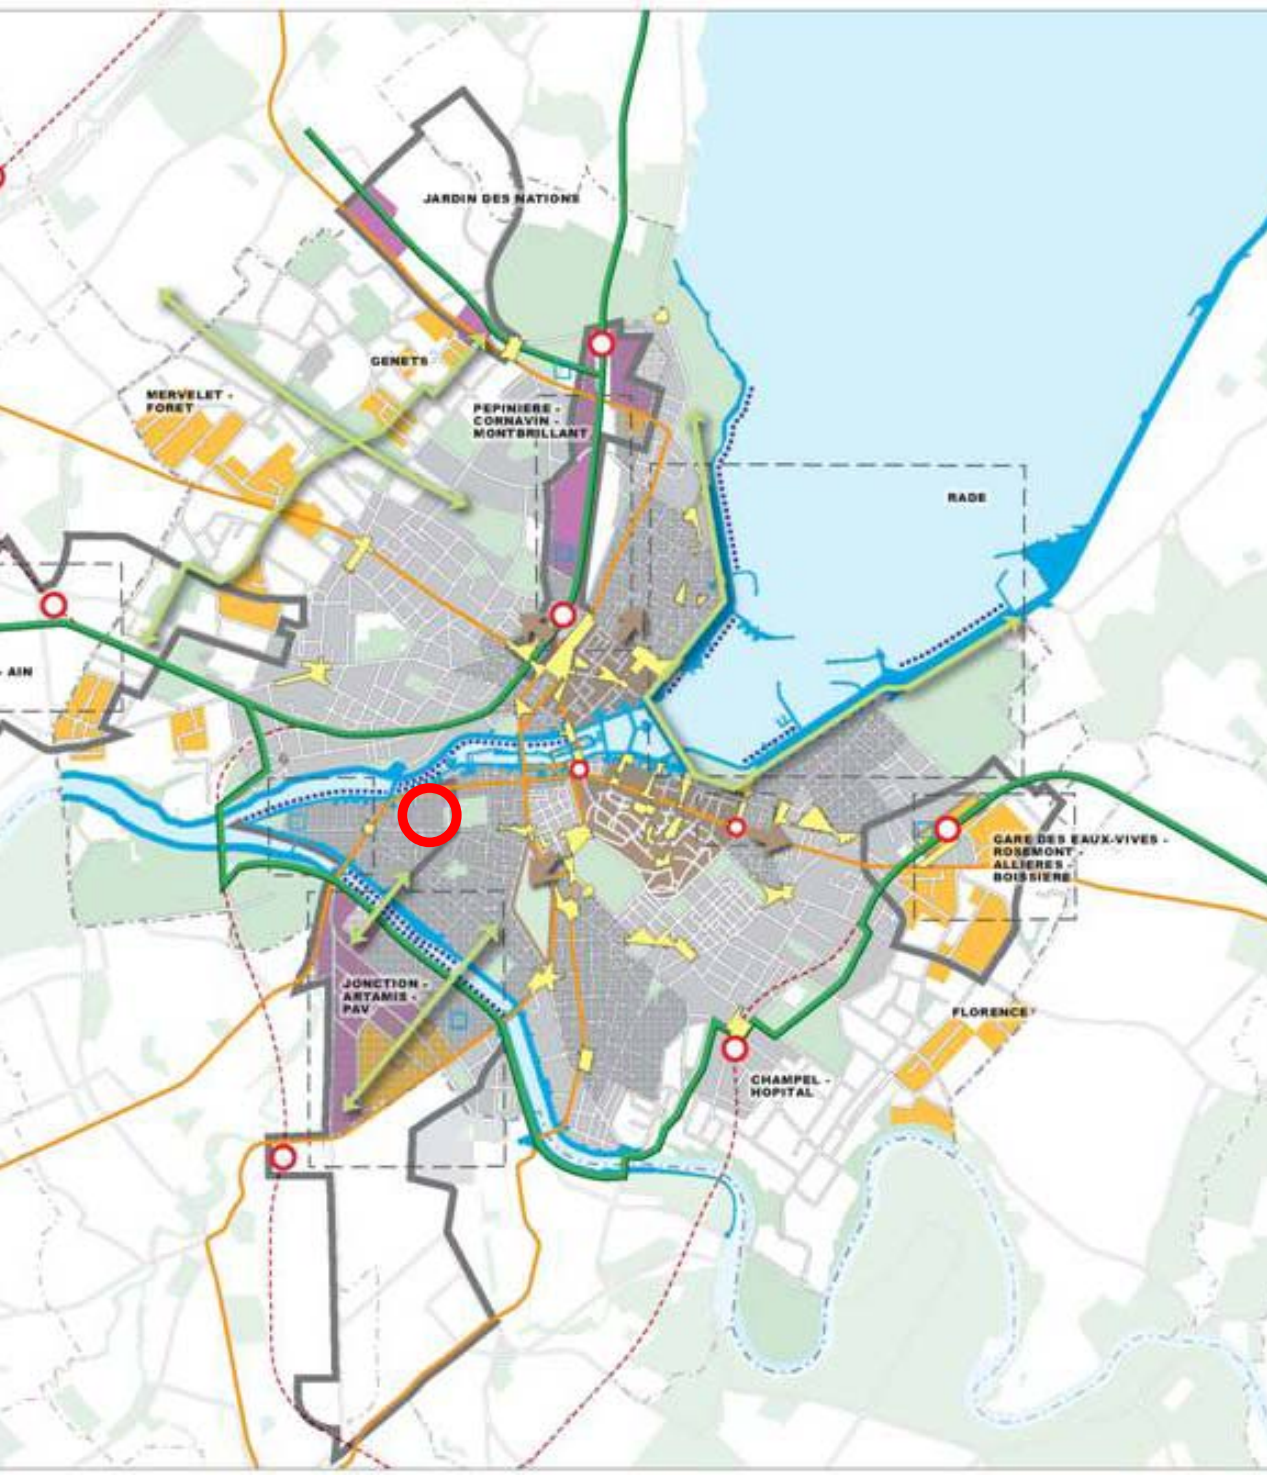 JARDIN DES NATIONS
GENETS
MERVELET -
FORET
PEPINIERE -
CORNAVIN -
MONTBRILLANT
RADE
- AIN
GARE DES EAUX-VIVES -
ROSEMONT -
ALLIERES -
BOISSIERE
JONCTION -
ARTAMIS -
PAV
FLORENCE
CHAMPEL -
HOPITAL